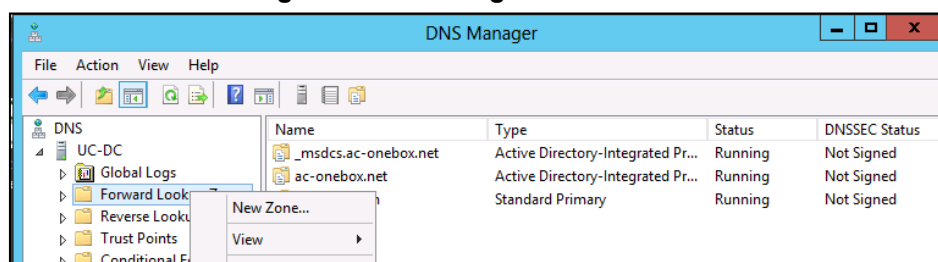 DNS Manager
File Action View Help
DNS
Name Type Status DNSSEC Status
UC-DC
_msdcs.ac-onebox.net Active Directory-Integrated Pr... Running Not Signed
Global Logs
ac-onebox.net Active Directory-Integrated Pr... Running Not Signed
Forward Look
Standard Primary Running Not Signed
New Zone...
Reverse Looku
Trust Points
View
Conditional F